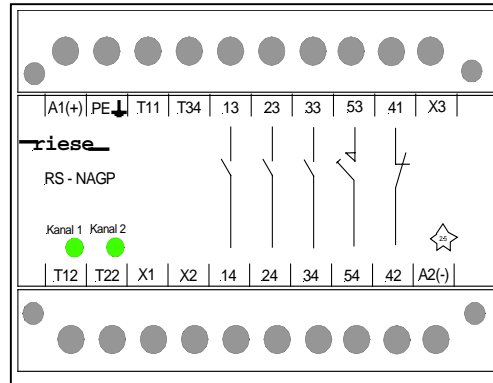 A1(+) PE T11 T34 .13 23 .33 .53 .41 X3
riese
RS - NAGP
Kanal 1 Kanal 2
.T12 .T22 X1 X2 .14 .24 .34 .54 .42 A2(-)